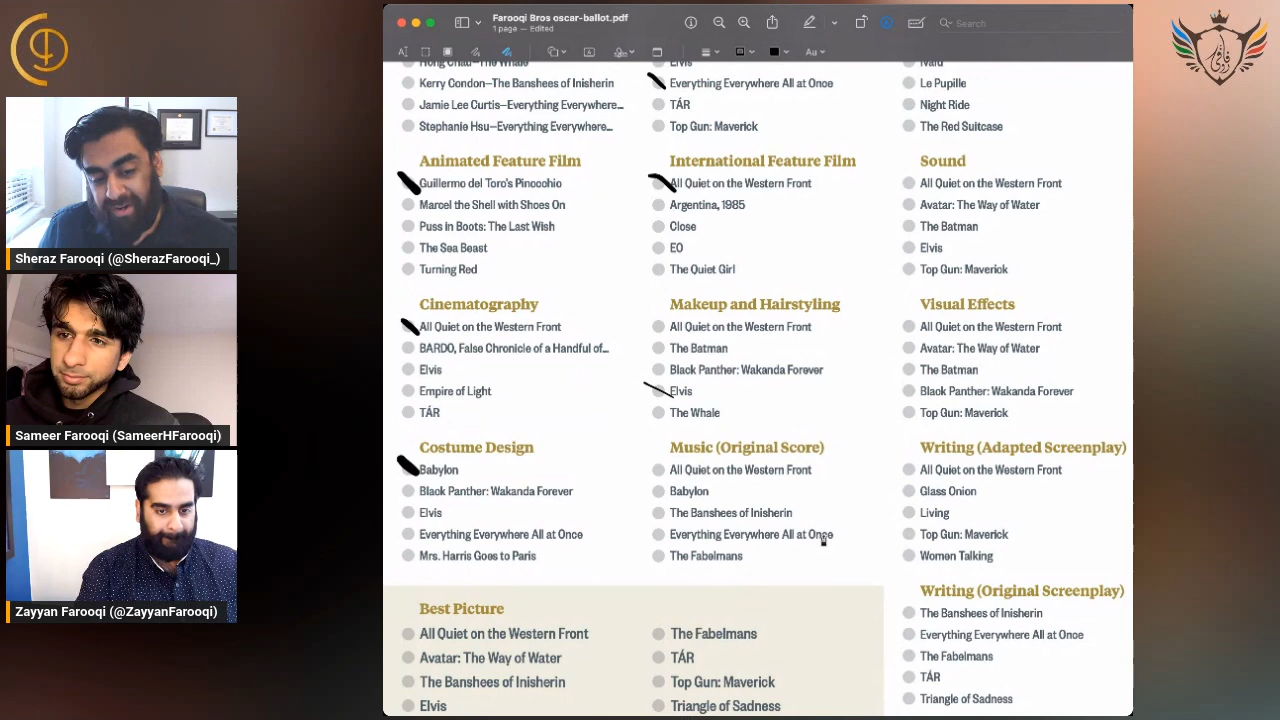 Farooqi Bros oscar-ballot.pdf
1 page – Edited
Search
Aa
Hong Chau—The Whale
Kerry Condon—The Banshees of Inisherin
Jamie Lee Curtis—Everything Everywhere...
Stephanie Hsu—Everything Everywhere...
Animated Feature Film
Guillermo del Toro's Pinocchio
Marcel the Shell with Shoes On
Puss in Boots: The Last Wish
The Sea Beast
Turning Red
Cinematography
All Quiet on the Western Front
BARDO, False Chronicle of a Handful of...
Elvis
Empire of Light
TÁR
Costume Design
Babylon
Black Panther: Wakanda Forever
Elvis
Everything Everywhere All at Once
Mrs. Harris Goes to Paris
Elvis
Everything Everywhere All at Once
TÁR
Top Gun: Maverick
International Feature Film
All Quiet on the Western Front
Argentina, 1985
Close
EO
The Quiet Girl
Makeup and Hairstyling
All Quiet on the Western Front
The Batman
Black Panther: Wakanda Forever
Elvis
The Whale
Music (Original Score)
All Quiet on the Western Front
Babylon
The Banshees of Inisherin
Everything Everywhere All at Once
The Fabelmans
Ivalu
Le Pupille
Night Ride
The Red Suitcase
Sound
All Quiet on the Western Front
Avatar: The Way of Water
The Batman
Elvis
Top Gun: Maverick
Visual Effects
All Quiet on the Western Front
Avatar: The Way of Water
The Batman
Black Panther: Wakanda Forever
Top Gun: Maverick
Writing (Adapted Screenplay)
All Quiet on the Western Front
Glass Onion
Living
Top Gun: Maverick
Women Talking
Writing (Original Screenplay)
The Banshees of Inisherin
Everything Everywhere All at Once
The Fabelmans
TÁR
Triangle of Sadness
Best Picture
All Quiet on the Western Front
Avatar: The Way of Water
The Banshees of Inisherin
Elvis
The Fabelmans
TÁR
Top Gun: Maverick
Triangle of Sadness
Sheraz Farooqi (@SherazFarooqi_)
Sameer Farooqi (SameerHFarooqi)
Zayyan Farooqi (@ZayyanFarooqi)